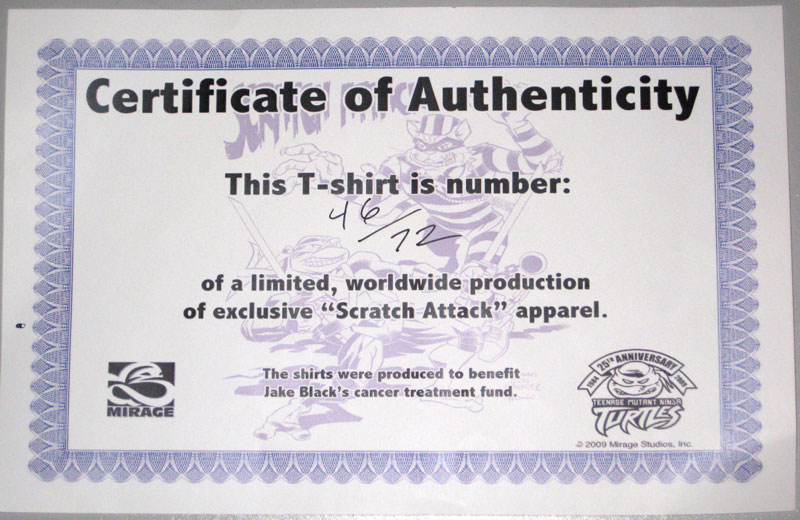 SCRATCH ATTACK
Certificate of Authenticity
This T-shirt is number:
46/72
of a limited, worldwide production
of exclusive “Scratch Attack” apparel.
The shirts were produced to benefit
Jake Black's cancer treatment fund.
MIRAGE
25TH ANNIVERSARY
1984 2009
TEENAGE MUTANT NINJA
TURTLES
© 2009 Mirage Studios, Inc.